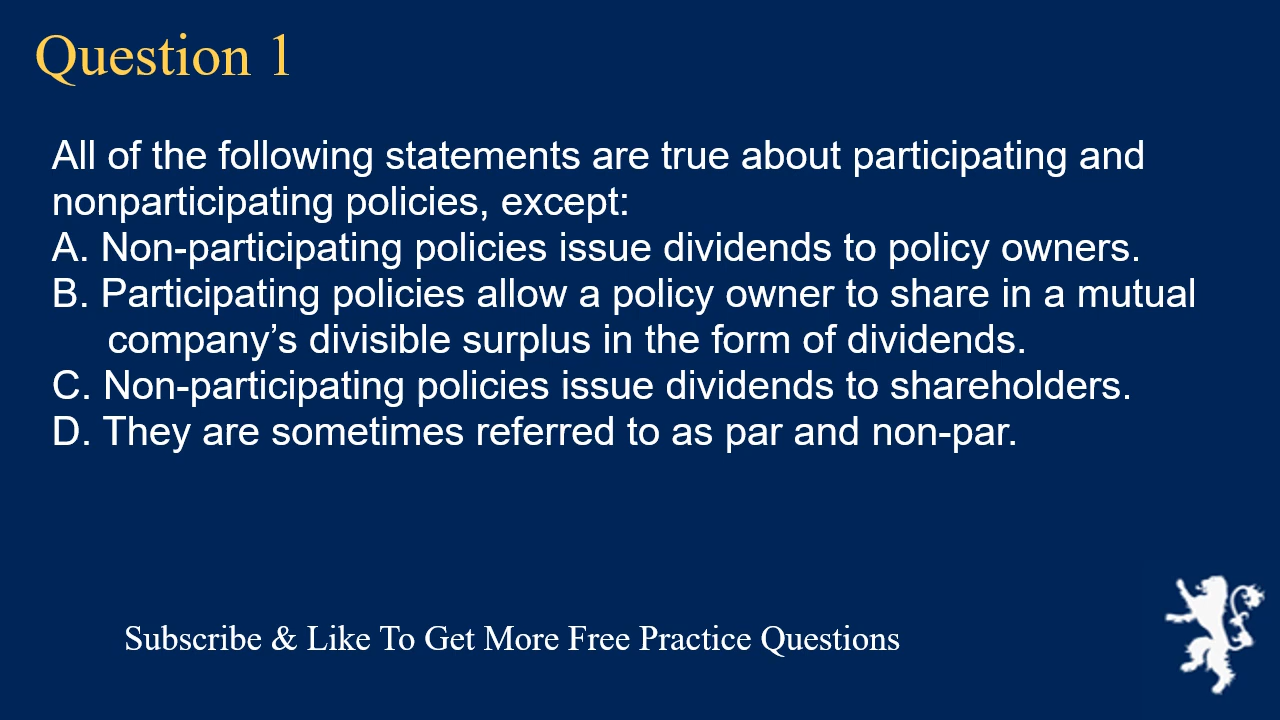 Question 1
All of the following statements are true about participating and
nonparticipating policies, except:
A. Non-participating policies issue dividends to policy owners.
B. Participating policies allow a policy owner to share in a mutual
company’s divisible surplus in the form of dividends.
C. Non-participating policies issue dividends to shareholders.
D. They are sometimes referred to as par and non-par.
Subscribe & Like To Get More Free Practice Questions